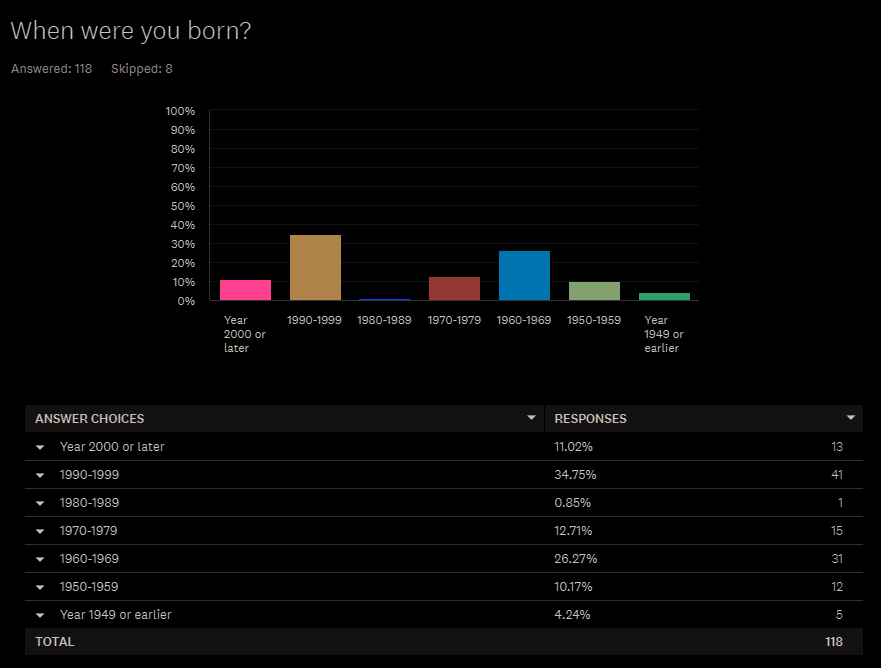 When were you born?
Answered: 118 Skipped: 8
100%
90%
80%
70%
60%
50%
40%
30%
20%
10%
0%
Year 2000 or later
1990-1999
1980-1989
1970-1979
1960-1969
1950-1959
Year 1949 or earlier
ANSWER CHOICES RESPONSES
Year 2000 or later 11.02% 13
1990-1999 34.75% 41
1980-1989 0.85% 1
1970-1979 12.71% 15
1960-1969 26.27% 31
1950-1959 10.17% 12
Year 1949 or earlier 4.24% 5
TOTAL 118